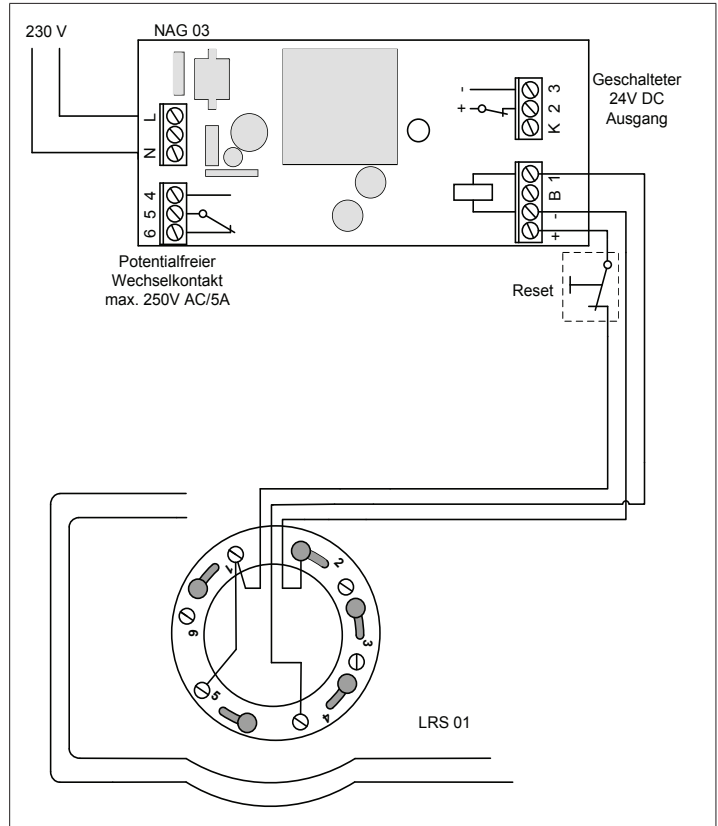 230 V
NAG 03
L
N
4
5
6
Potentialfreier
Wechselkontakt
max. 250V AC/5A
-
+
3
2
K
Geschalteter
24V DC
Ausgang
1
B
-
+
Reset
1
2
3
4
5
6
LRS 01